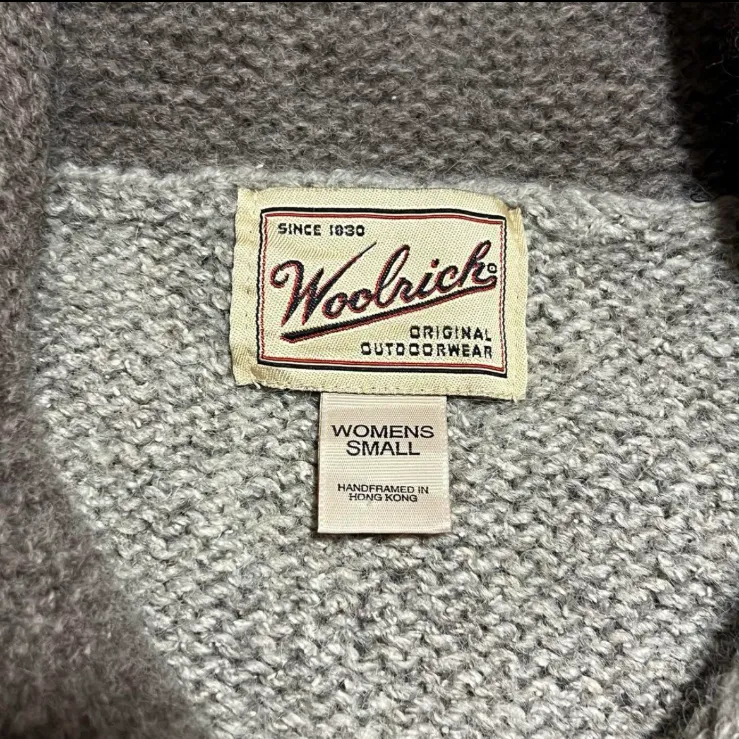 SINCE 1830
Woolrich®
ORIGINAL
OUTDOORWEAR
WOMENS
SMALL
HANDFRAMED IN
HONG KONG